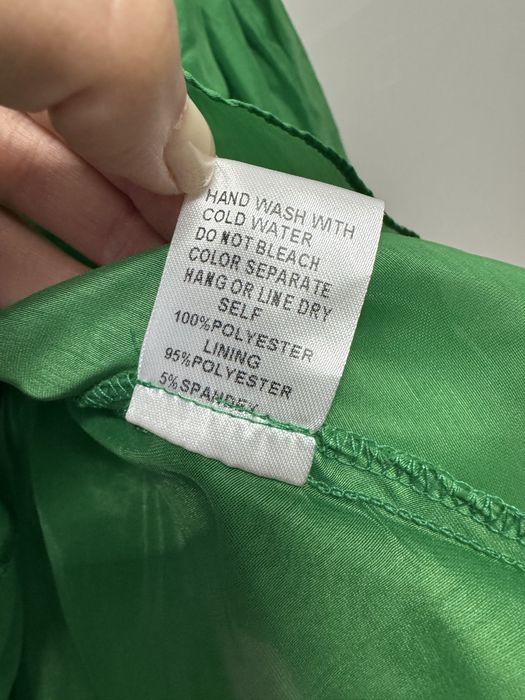 HAND WASH WITH
COLD WATER
DO NOT BLEACH
COLOR SEPARATE
HANG OR LINE DRY
SELF
100%POLYESTER
LINING
95%POLYESTER
5%SPANDEX